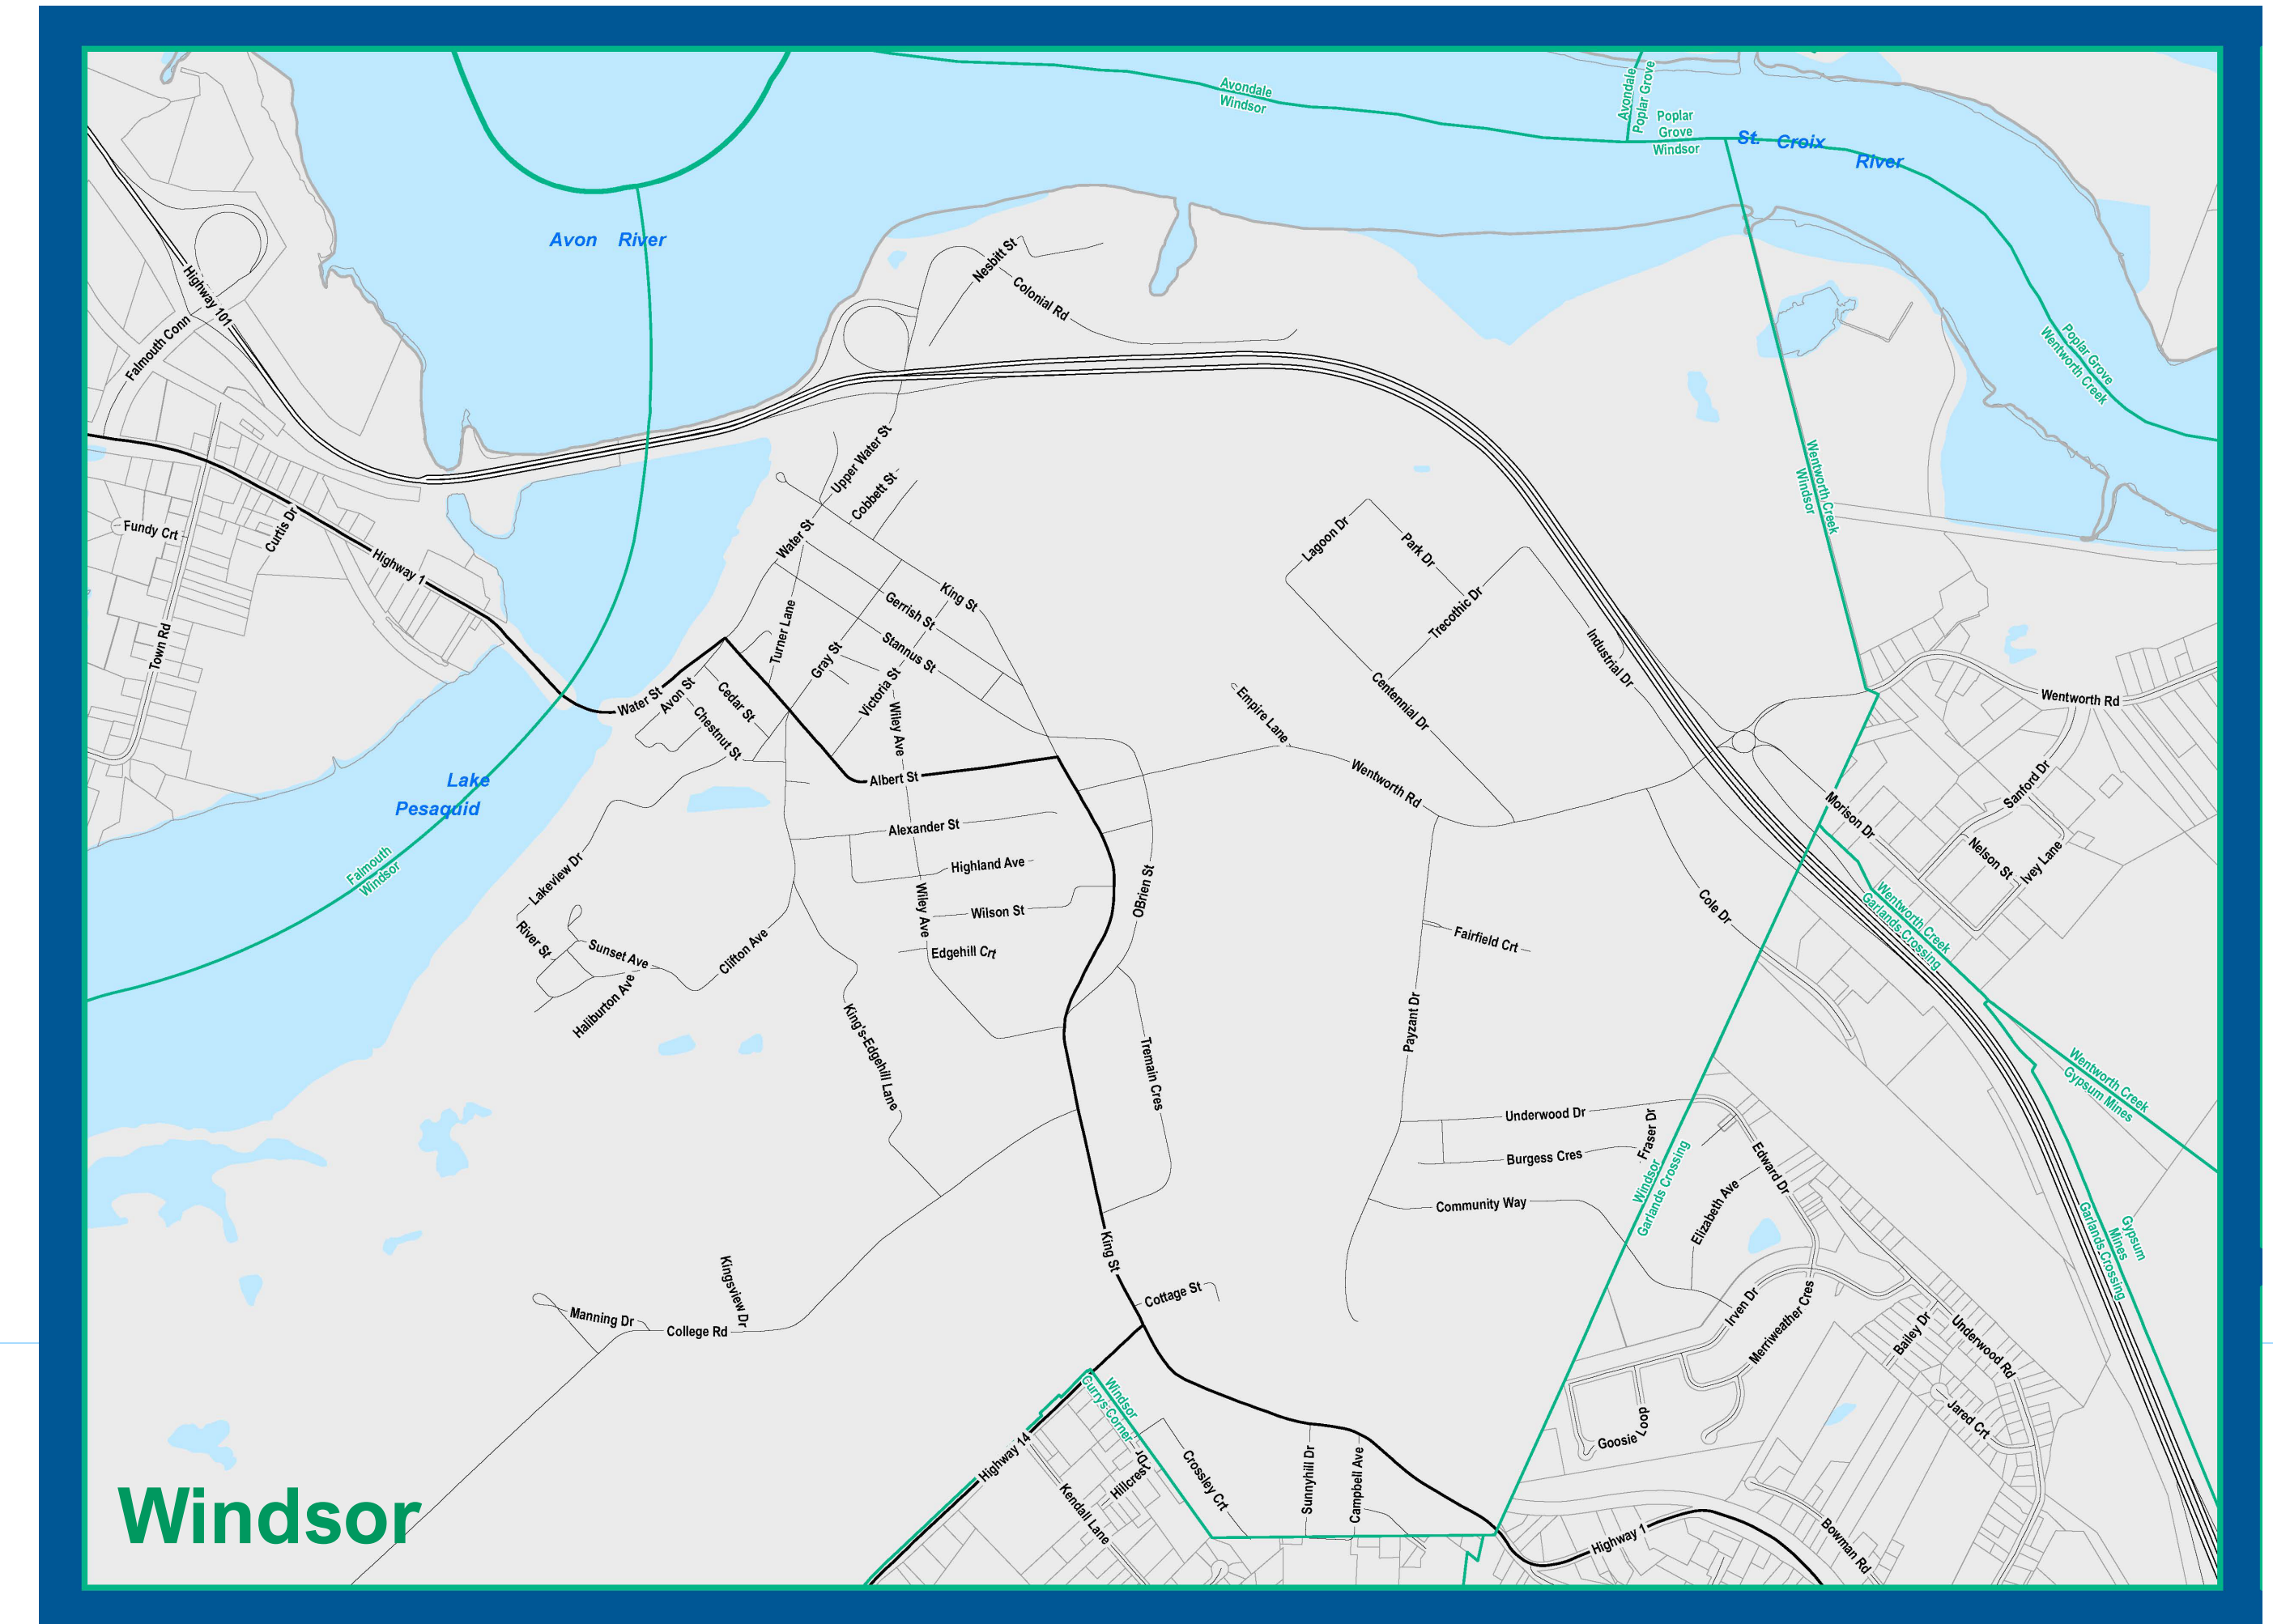 Avondale
Windsor
Avondale
Poplar Grove
Poplar
Grove
Windsor
St. Croix
River
Avon River
Nesbitt St
Colonial Rd
Highway 101
Falmouth Conn
Poplar Grove
Wentworth Creek
Upper Water St
Cobbett St
Water St
Wentworth Creek
Windsor
Fundy Crt
Curtis Dr
Highway 1
Lagoon Dr
Park Dr
King St
Gerrish St
Trecothic Dr
Turner Lane
Stannus St
Gray St
Town Rd
Industrial Dr
Victoria St
Water St
Avon St
Cedar St
Chestnut St
Wiley Ave
Empire Lane
Centennial Dr
Wentworth Rd
Lake
Pesaquid
Albert St
Wentworth Rd
Sanford Dr
Morison Dr
Alexander St
Highland Ave
Nelson St
Ivey Lane
Falmouth
Windsor
Lakeview Dr
Wiley Ave
Wilson St
OBrien St
Cole Dr
Wentworth Creek
Garlands Crossing
River St
Sunset Ave
Clifton Ave
Edgehill Crt
Fairfield Crt
Haliburton Ave
King's-Edgehill Lane
Payzant Dr
Tremain Cres
Wentworth Creek
Gypsum Mines
Underwood Dr
Fraser Dr
Burgess Cres
Edward Dr
Windsor
Garlands Crossing
Community Way
Elizabeth Ave
King St
Gypsum
Mines
Garlands Crossing
Kingsview Dr
Cottage St
Manning Dr
College Rd
Irven Dr
Merriweather Cres
Bailey Dr
Underwood Rd
Windsor
Currys Corner
Goosie Loop
Jared Crt
Highway 14
Hillcrest Dr
Crossley Crt
Sunnyhill Dr
Campbell Ave
Kendall Lane
Windsor
Highway 1
Bowman Rd